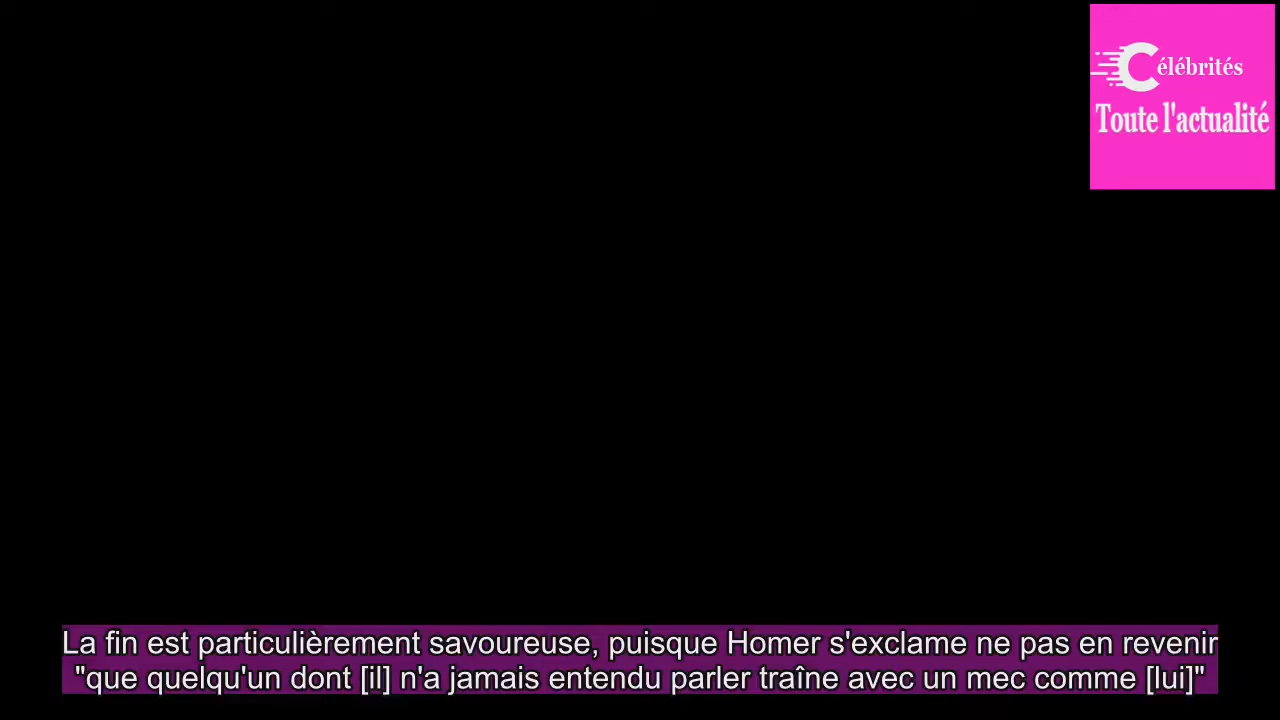 Célébrités
Toute l'actualité
La fin est particulièrement savoureuse, puisque Homer s'exclame ne pas en revenir
"que quelqu'un dont [il] n'a jamais entendu parler traîne avec un mec comme [lui]"